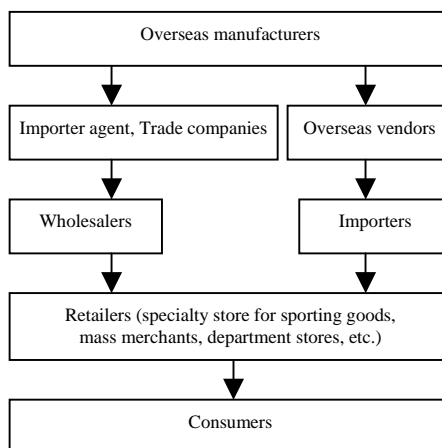 Overseas manufacturers
Importer agent, Trade companies
Overseas vendors
Wholesalers
Importers
Retailers (specialty store for sporting goods,
mass merchants, department stores, etc.)
Consumers